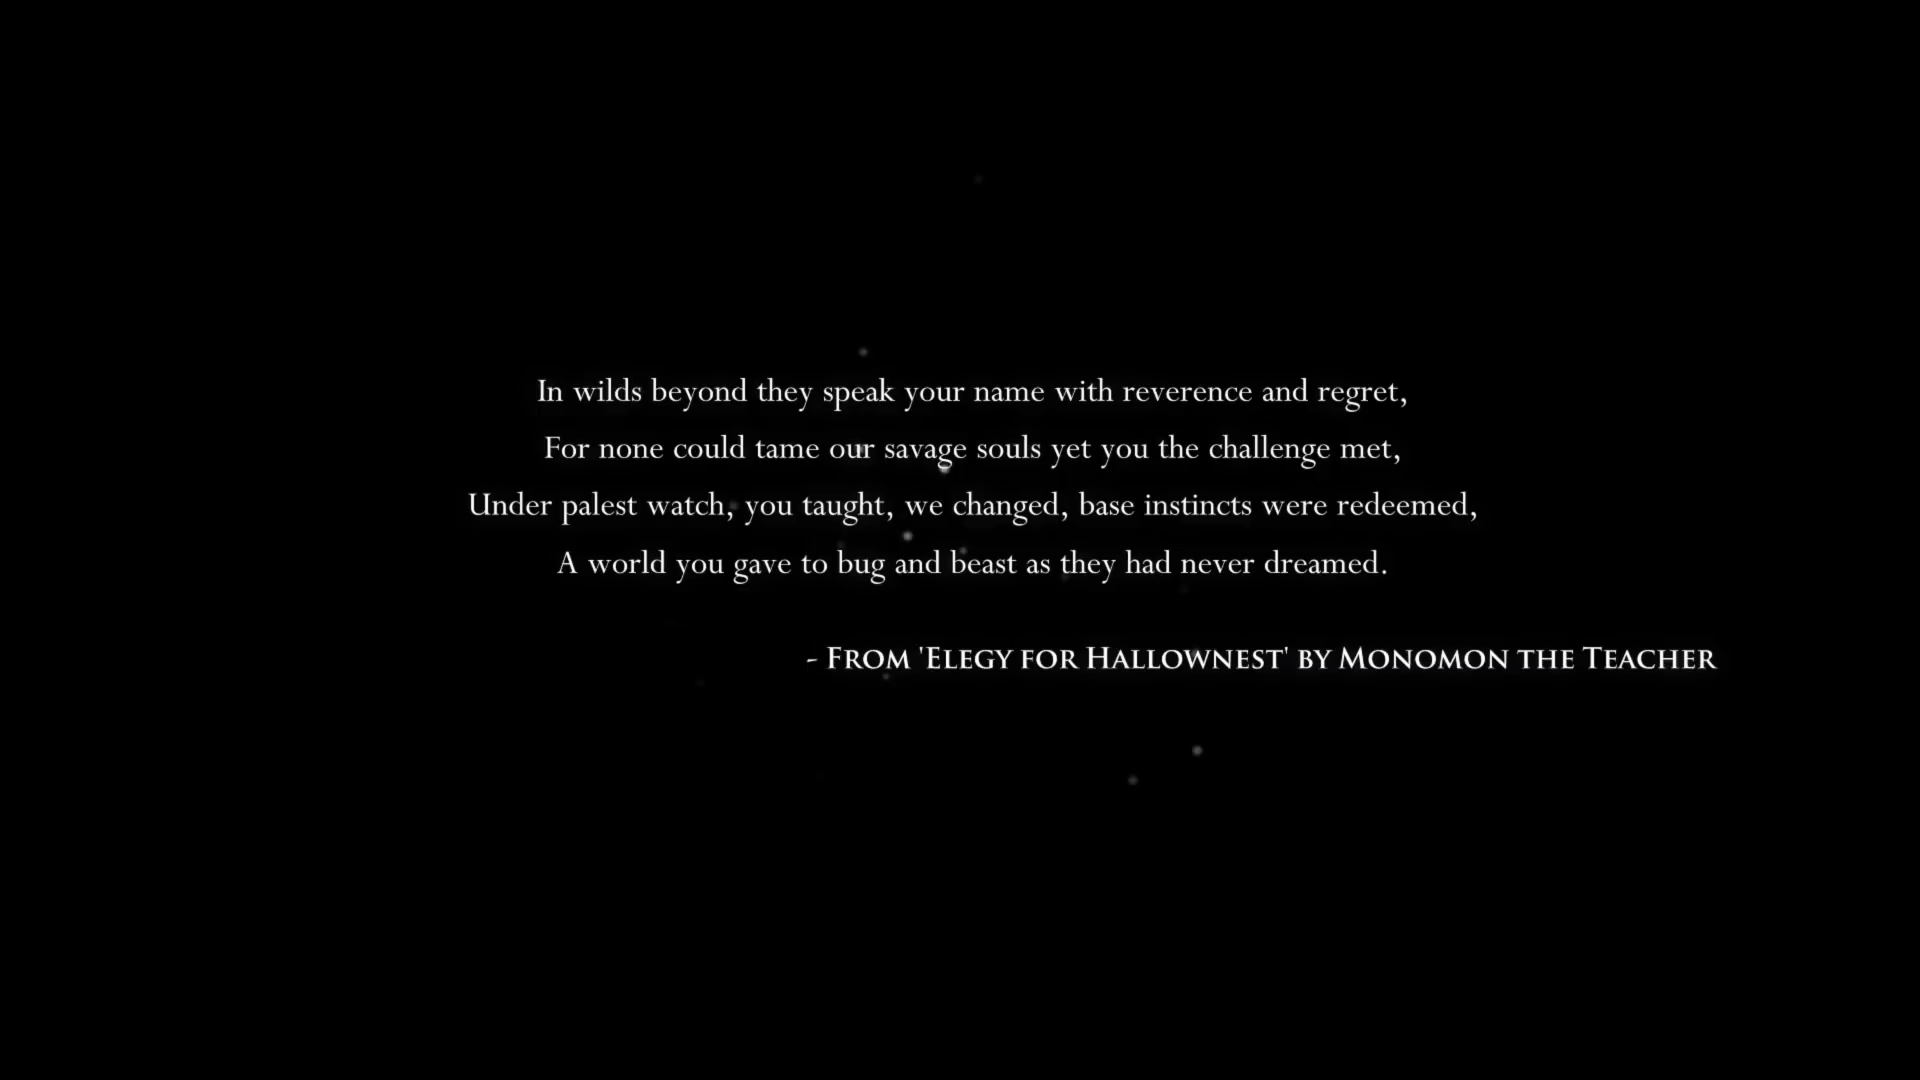 In wilds beyond they speak your name with reverence and regret,
For none could tame our savage souls yet you the challenge met,
Under palest watch, you taught, we changed, base instincts were redeemed,
A world you gave to bug and beast as they had never dreamed.
- From 'Elegy for Hallownest' by Monomon the Teacher